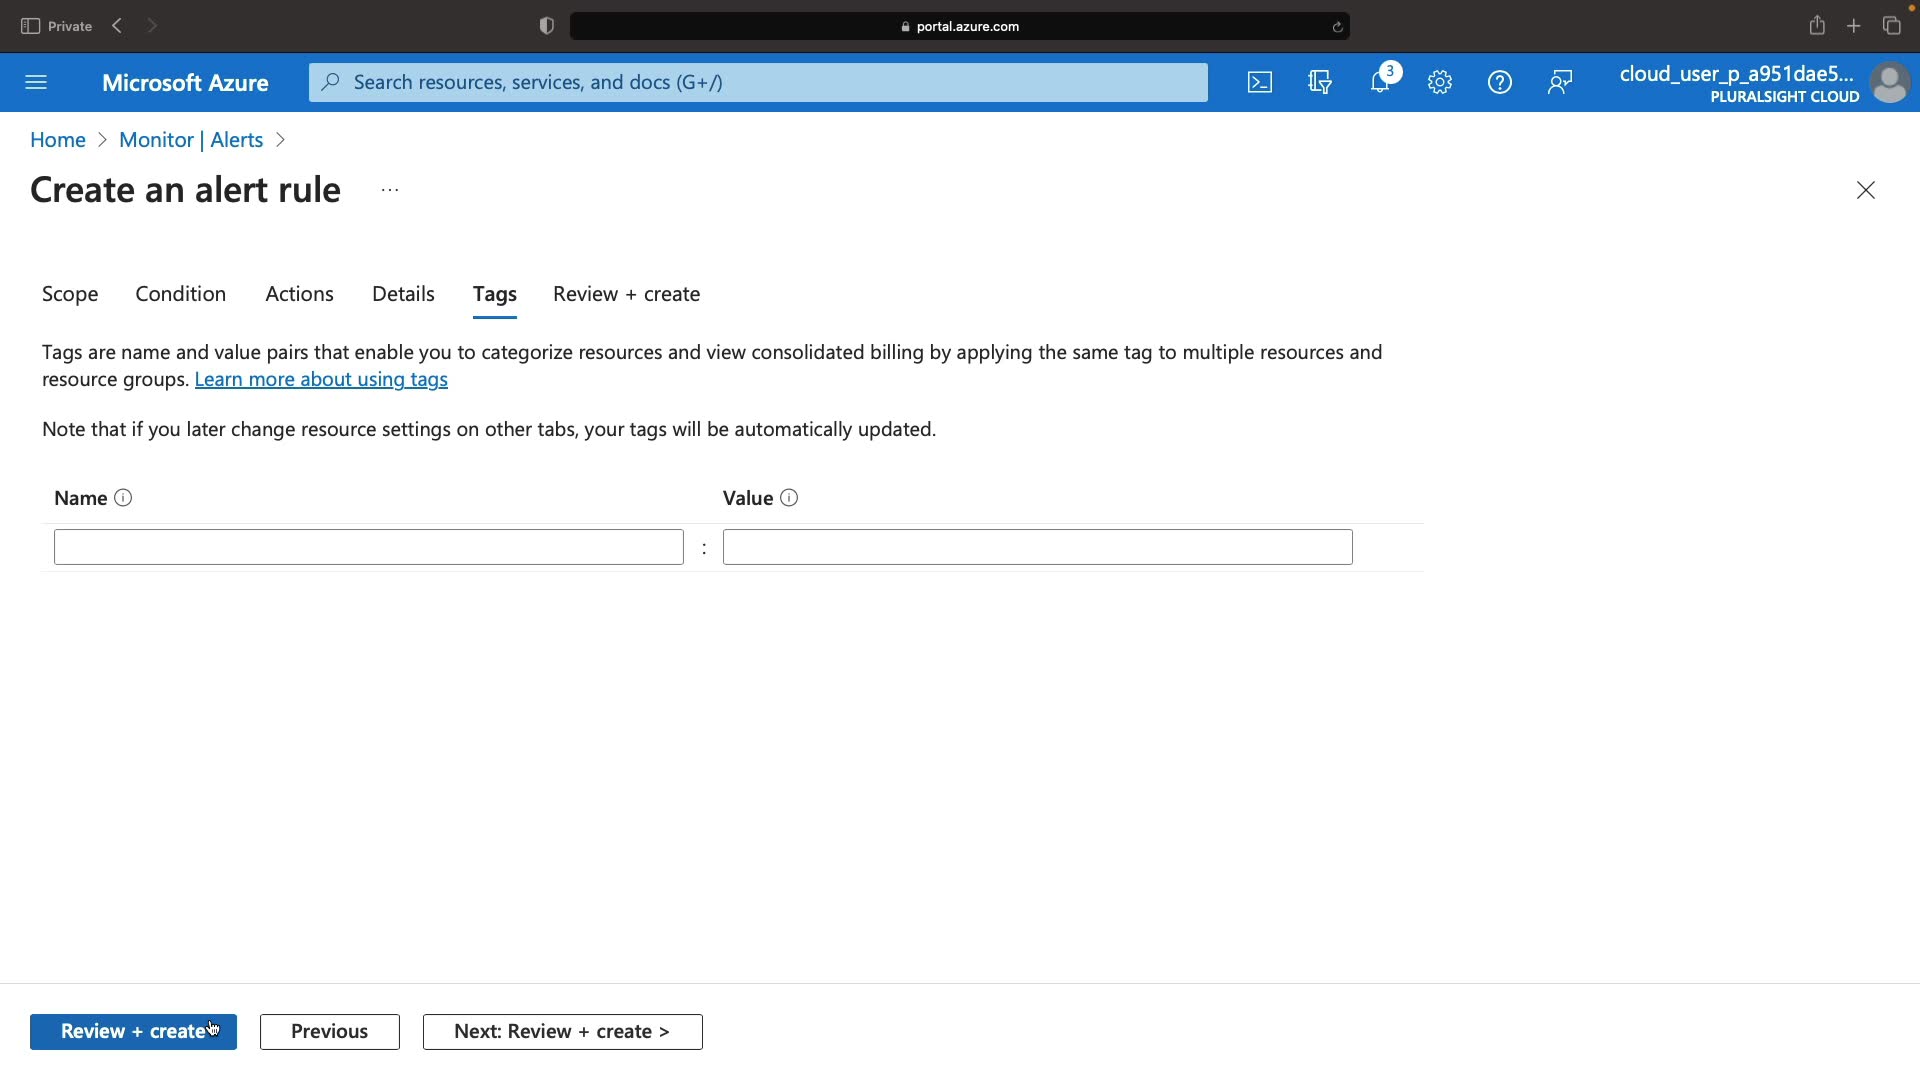 Private
portal.azure.com
Microsoft Azure
Search resources, services, and docs (G+/)
3
cloud_user_p_a951dae5...
PLURALSIGHT CLOUD
Home > Monitor | Alerts >
Create an alert rule ...
Scope Condition Actions Details Tags Review + create
Tags are name and value pairs that enable you to categorize resources and view consolidated billing by applying the same tag to multiple resources and
resource groups. Learn more about using tags
Note that if you later change resource settings on other tabs, your tags will be automatically updated.
Name Value
:
Review + create Previous Next: Review + create >